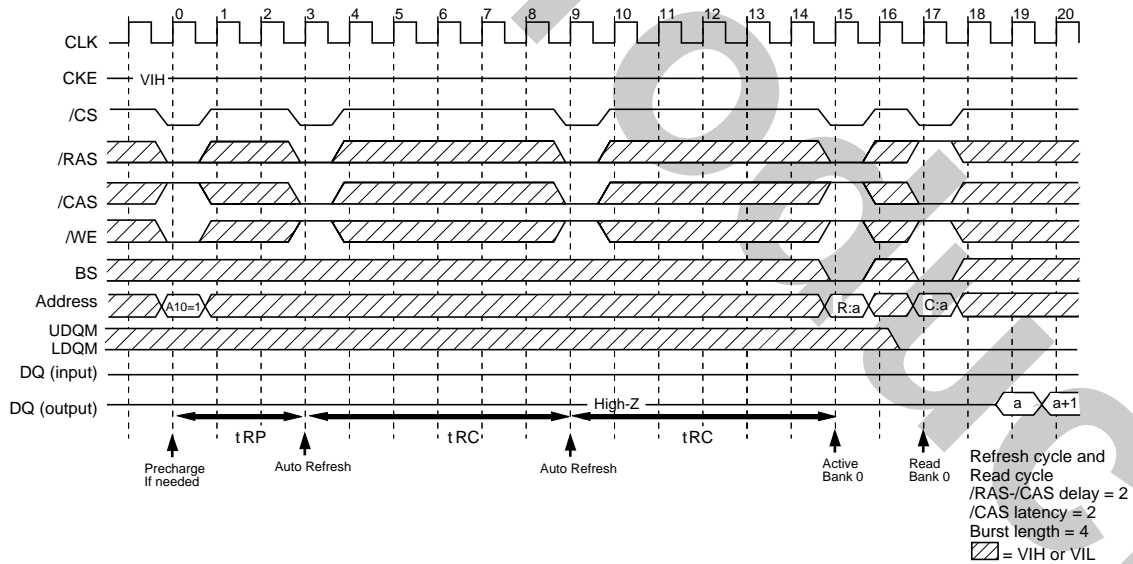 0 1 2 3 4 5 6 7 8 9 10 11 12 13 14 15 16 17 18 19 20
CLK
CKE VIH
/CS
/RAS
/CAS
/WE
BS
Address A10=1 R:a C:a
UDQM
LDQM
DQ (input)
DQ (output) High-Z a a+1
tRP tRC tRC
Precharge
If needed
Auto Refresh
Auto Refresh
Active
Bank 0
Read
Bank 0
Refresh cycle and
Read cycle
/RAS-/CAS delay = 2
/CAS latency = 2
Burst length = 4
= VIH or VIL